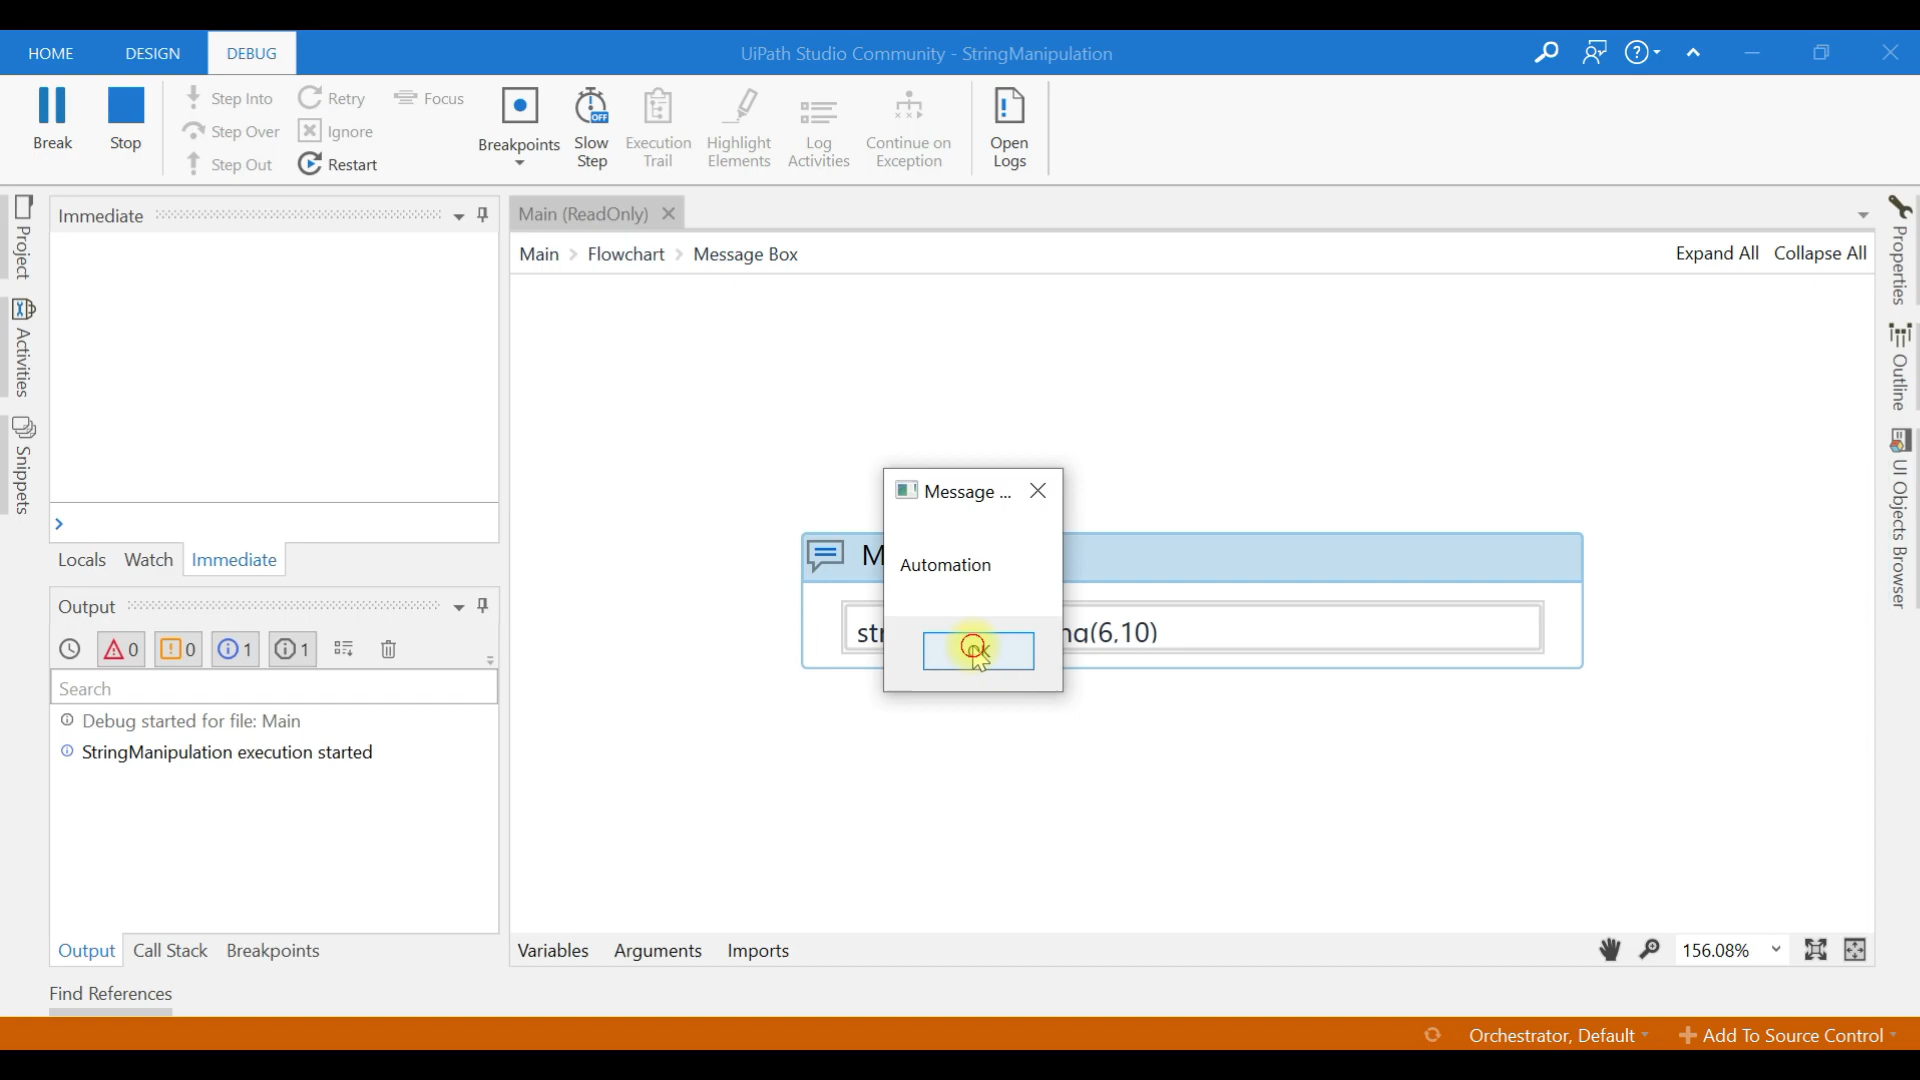 HOME DESIGN DEBUG UiPath Studio Community - StringManipulation
Break Stop Step Into Step Over Step Out Retry Ignore Restart Focus Breakpoints Slow Step OFF Execution Trail Highlight Elements Log Activities Continue on Exception Open Logs
Project
Activities
Snippets
Immediate
Locals Watch Immediate
Output
0 0 1 1
Search
Debug started for file: Main
StringManipulation execution started
Output Call Stack Breakpoints
Find References
Main (ReadOnly)
Main > Flowchart > Message Box Expand All Collapse All
Message ...
Automation
OK
M
(6,10)
Variables Arguments Imports 156.08%
Properties
Outline
UI Objects Browser
Orchestrator, Default Add To Source Control